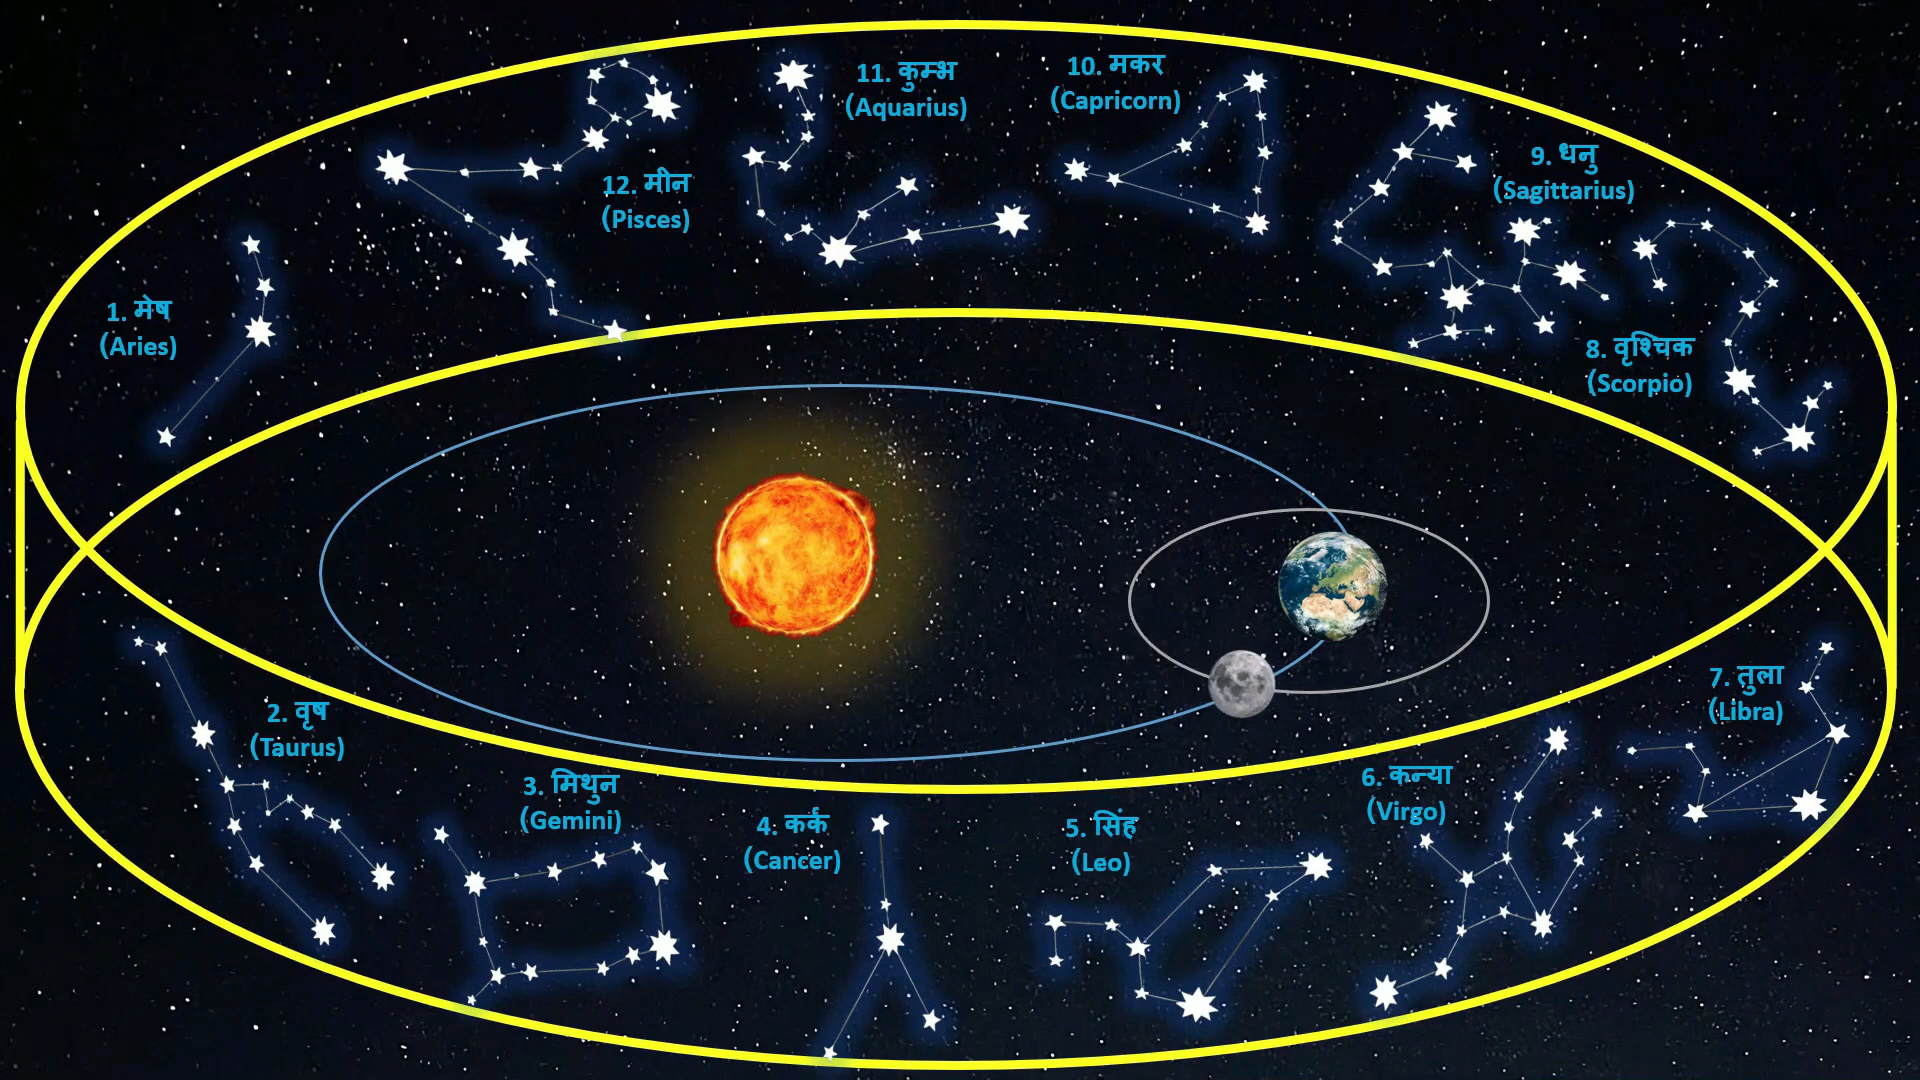 1. मेष
(Aries)
2. वृष
(Taurus)
3. मिथुन
(Gemini)
4. कर्क
(Cancer)
5. सिंह
(Leo)
6. कन्या
(Virgo)
7. तुला
(Libra)
8. वृश्चिक
(Scorpio)
9. धनु
(Sagittarius)
10. मकर
(Capricorn)
11. कुम्भ
(Aquarius)
12. मीन
(Pisces)